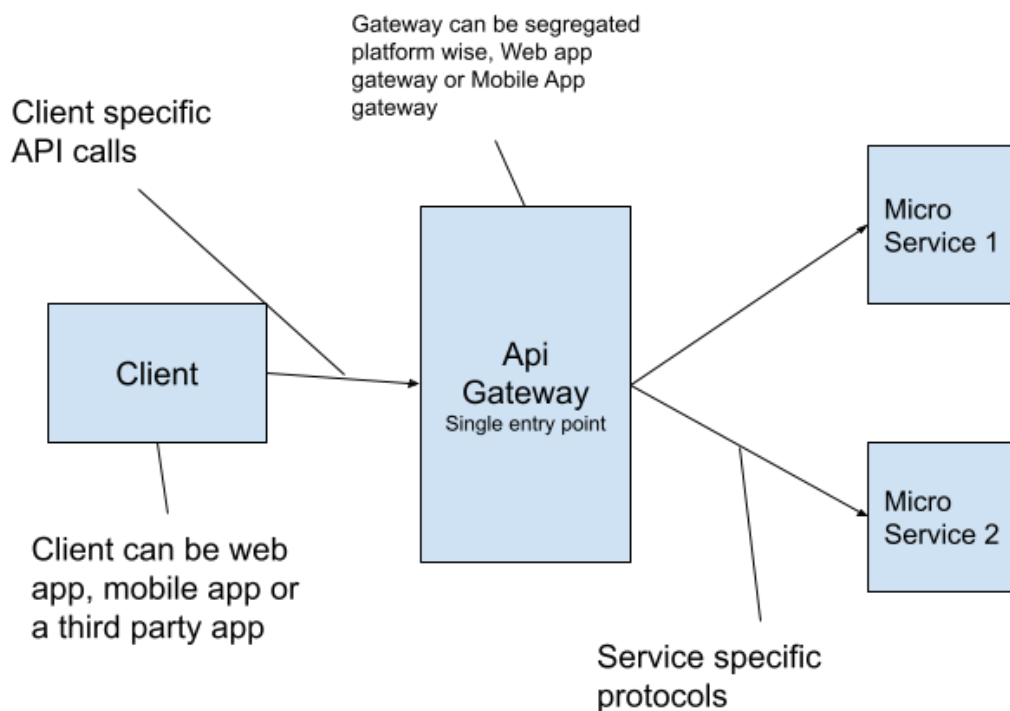 Gateway can be segregated
platform wise, Web app
gateway or Mobile App
gateway
Client specific
API calls
Micro
Service 1
Client
Api
Gateway
Single entry point
Micro
Service 2
Client can be web
app, mobile app or
a third party app
Service specific
protocols